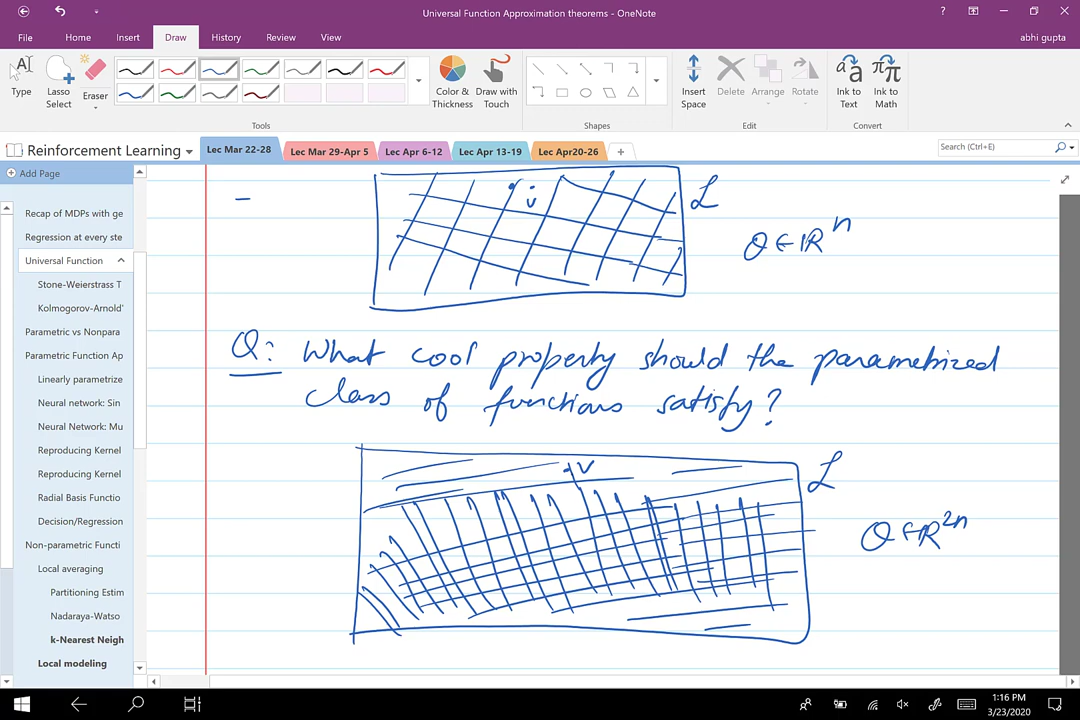 Universal Function Approximation theorems - OneNote
?
File
Home
Insert
Draw
History
Review
View
abhi gupta
Type
Lasso Select
Eraser
Color & Thickness
Draw with Touch
Insert Space
Delete
Arrange
Rotate
Ink to Text
Ink to Math
Tools
Shapes
Edit
Convert
Reinforcement Learning
Lec Mar 22-28
Lec Mar 29-Apr 5
Lec Apr 6-12
Lec Apr 13-19
Lec Apr20-26
Search (Ctrl+E)
Add Page
Recap of MDPs with ge
Regression at every ste
Universal Function
Stone-Weierstrass T
Kolmogorov-Arnold'
Parametric vs Nonpara
Parametric Function Ap
Linearly parametrize
Neural network: Sin
Neural Network: Mu
Reproducing Kernel
Reproducing Kernel
Radial Basis Functio
Decision/Regression
Non-parametric Functi
Local averaging
Partitioning Estim
Nadaraya-Watso
k-Nearest Neigh
Local modeling
v
L
θ ∈ ℝ^n
Q: What cool property should the parametrized
class of functions satisfy?
v
L
θ ∈ ℝ^2n
1:16 PM
3/23/2020